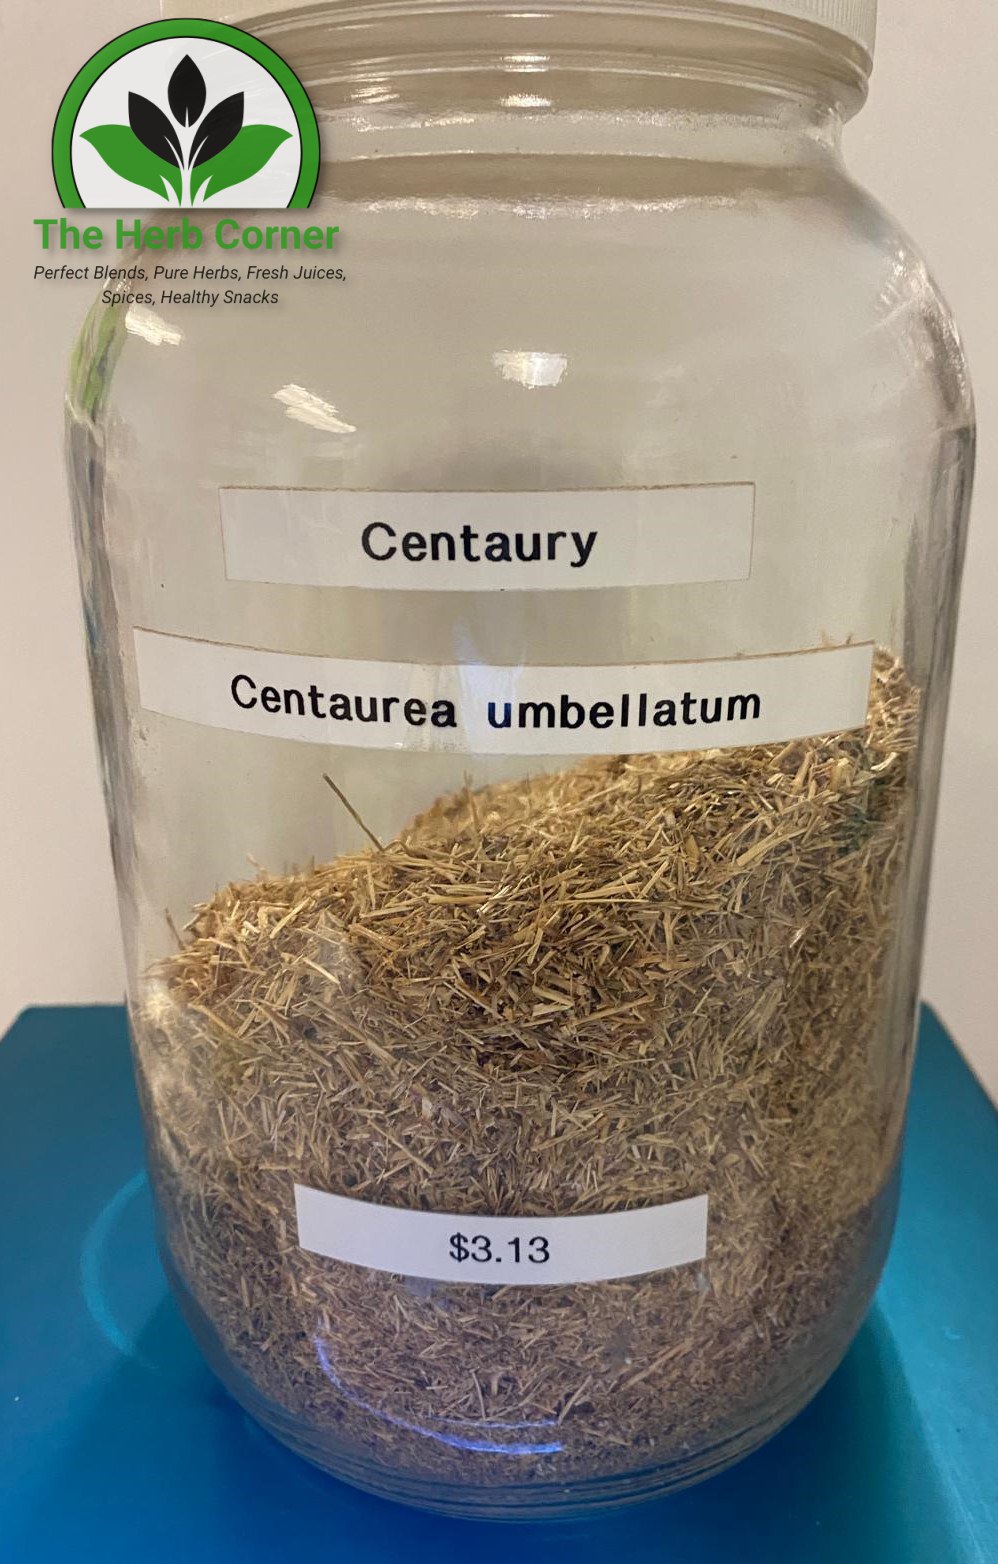 The Herb Corner
Perfect Blends, Pure Herbs, Fresh Juices,
Spices, Healthy Snacks
Centaury
Centaurea umbellatum
$3.13